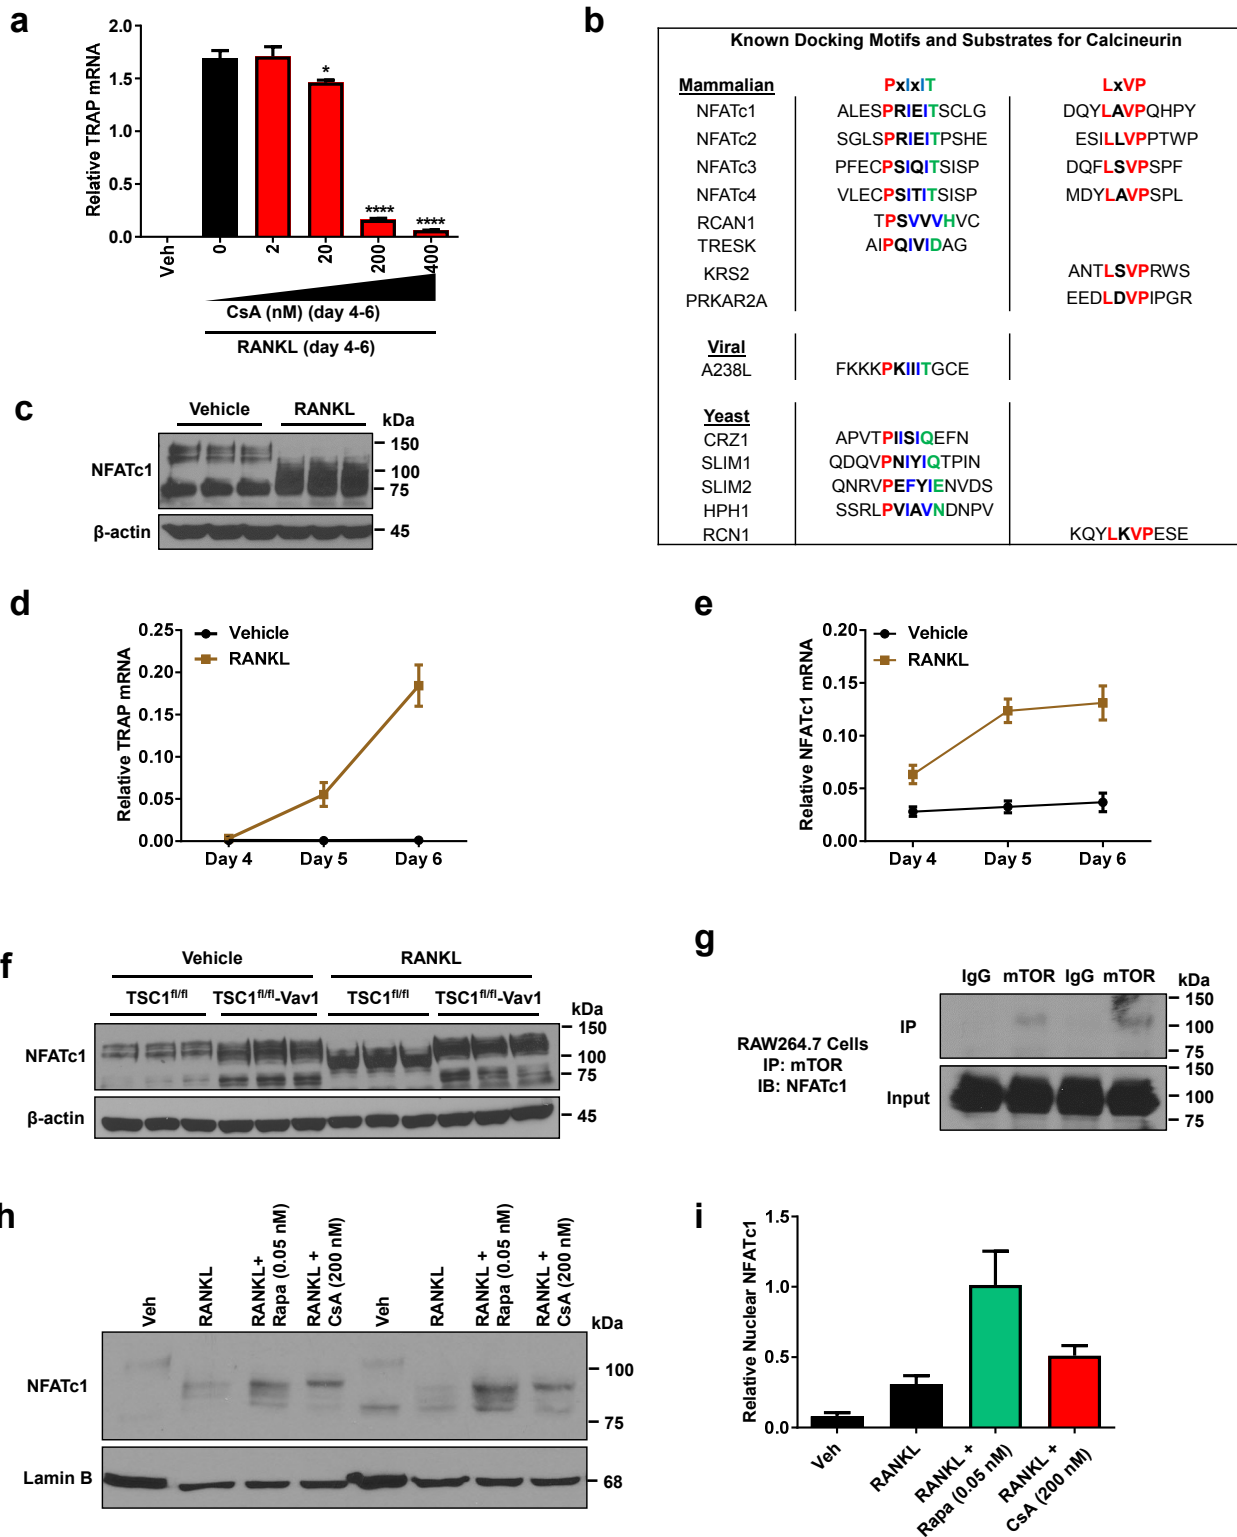 a
Relative TRAP mRNA
2.0
1.5
1.0
0.5
0.0
*
****
****
Veh
0
2
20
200
400
CsA (nM) (day 4-6)
RANKL (day 4-6)
b
Known Docking Motifs and Substrates for Calcineurin
Mammalian PxIxIT LxVP
NFATc1 ALESPRIEITSCLG DQYLAVPQHPY
NFATc2 SGLSPRIEITPSHE ESILLVPPTWP
NFATc3 PFECPSIQITSISP DQFLSVPSPF
NFATc4 VLECPSITITSISP MDYLAVPSPL
RCAN1 TPSVVVHVC
TRESK AIPQIVIDAG
KRS2 ANTLSVPRWS
PRKAR2A EEDLDVPIPGR
Viral
A238L FKKKPKIIITGCE
Yeast
CRZ1 APVTPIISIQEFN
SLIM1 QDQVPNIYIQTPIN
SLIM2 QNRVPEFYIENVDS
HPH1 SSRLPVIAVNDNPV
RCN1 KQYLKVPESE
c
Vehicle RANKL kDa
NFATc1
150
100
75
β-actin 45
d
Relative TRAP mRNA
0.25
0.20
0.15
0.10
0.05
0.00
Vehicle
RANKL
Day 4 Day 5 Day 6
e
Relative NFATc1 mRNA
0.20
0.15
0.10
0.05
0.00
Vehicle
RANKL
Day 4 Day 5 Day 6
f
Vehicle RANKL
TSC1fl/fl TSC1fl/fl-Vav1 TSC1fl/fl TSC1fl/fl-Vav1 kDa
NFATc1
150
100
75
β-actin 45
g
IgG mTOR IgG mTOR kDa
RAW264.7 Cells
IP: mTOR
IB: NFATc1
IP
150
100
75
Input
150
100
75
h
Veh
RANKL
RANKL+
Rapa (0.05 nM)
RANKL +
CsA (200 nM)
Veh
RANKL
RANKL +
Rapa (0.05 nM)
RANKL +
CsA (200 nM)
kDa
NFATc1
100
75
Lamin B 68
i
Relative Nuclear NFATc1
1.5
1.0
0.5
0.0
Veh
RANKL
RANKL +
Rapa (0.05 nM)
RANKL +
CsA (200 nM)